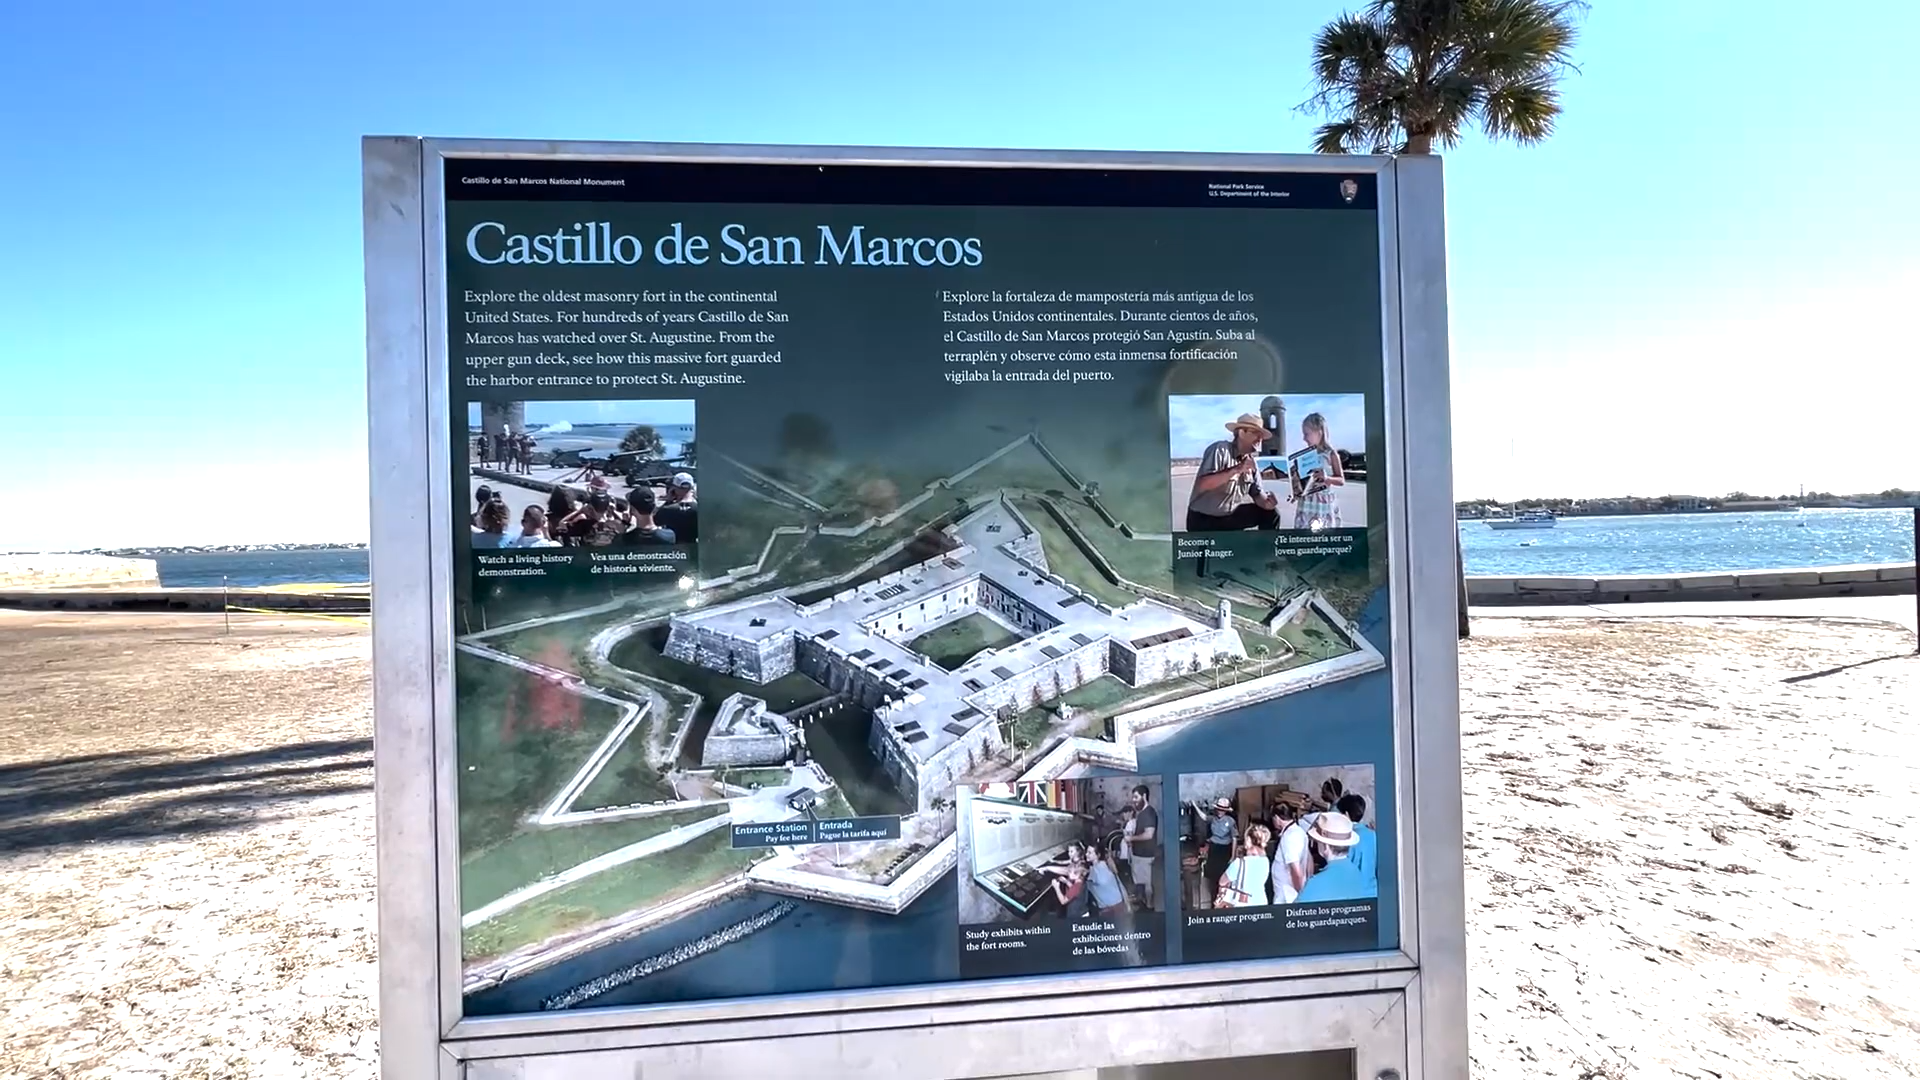 Castillo de San Marcos National Monument
National Park Service
U.S. Department of the Interior
Castillo de San Marcos
Explore the oldest masonry fort in the continental
United States. For hundreds of years Castillo de San
Marcos has watched over St. Augustine. From the
upper gun deck, see how this massive fort guarded
the harbor entrance to protect St. Augustine.
Explore la fortaleza de mampostería más antigua de los
Estados Unidos continentales. Durante cientos de años,
el Castillo de San Marcos protegió San Agustín. Suba al
terraplén y observe cómo esta inmensa fortificación
vigilaba la entrada del puerto.
Watch a living history
demonstration.
Vea una demostración
de historia viviente.
Become a
Junior Ranger.
¿Te interesaría ser un
joven guardaparque?
Entrance Station
Pay fee here
Entrada
Pague la tarifa aquí
Study exhibits within
the fort rooms.
Estudie las
exhibiciones dentro
de las bóvedas
Join a ranger program.
Disfrute los programas
de los guardaparques.